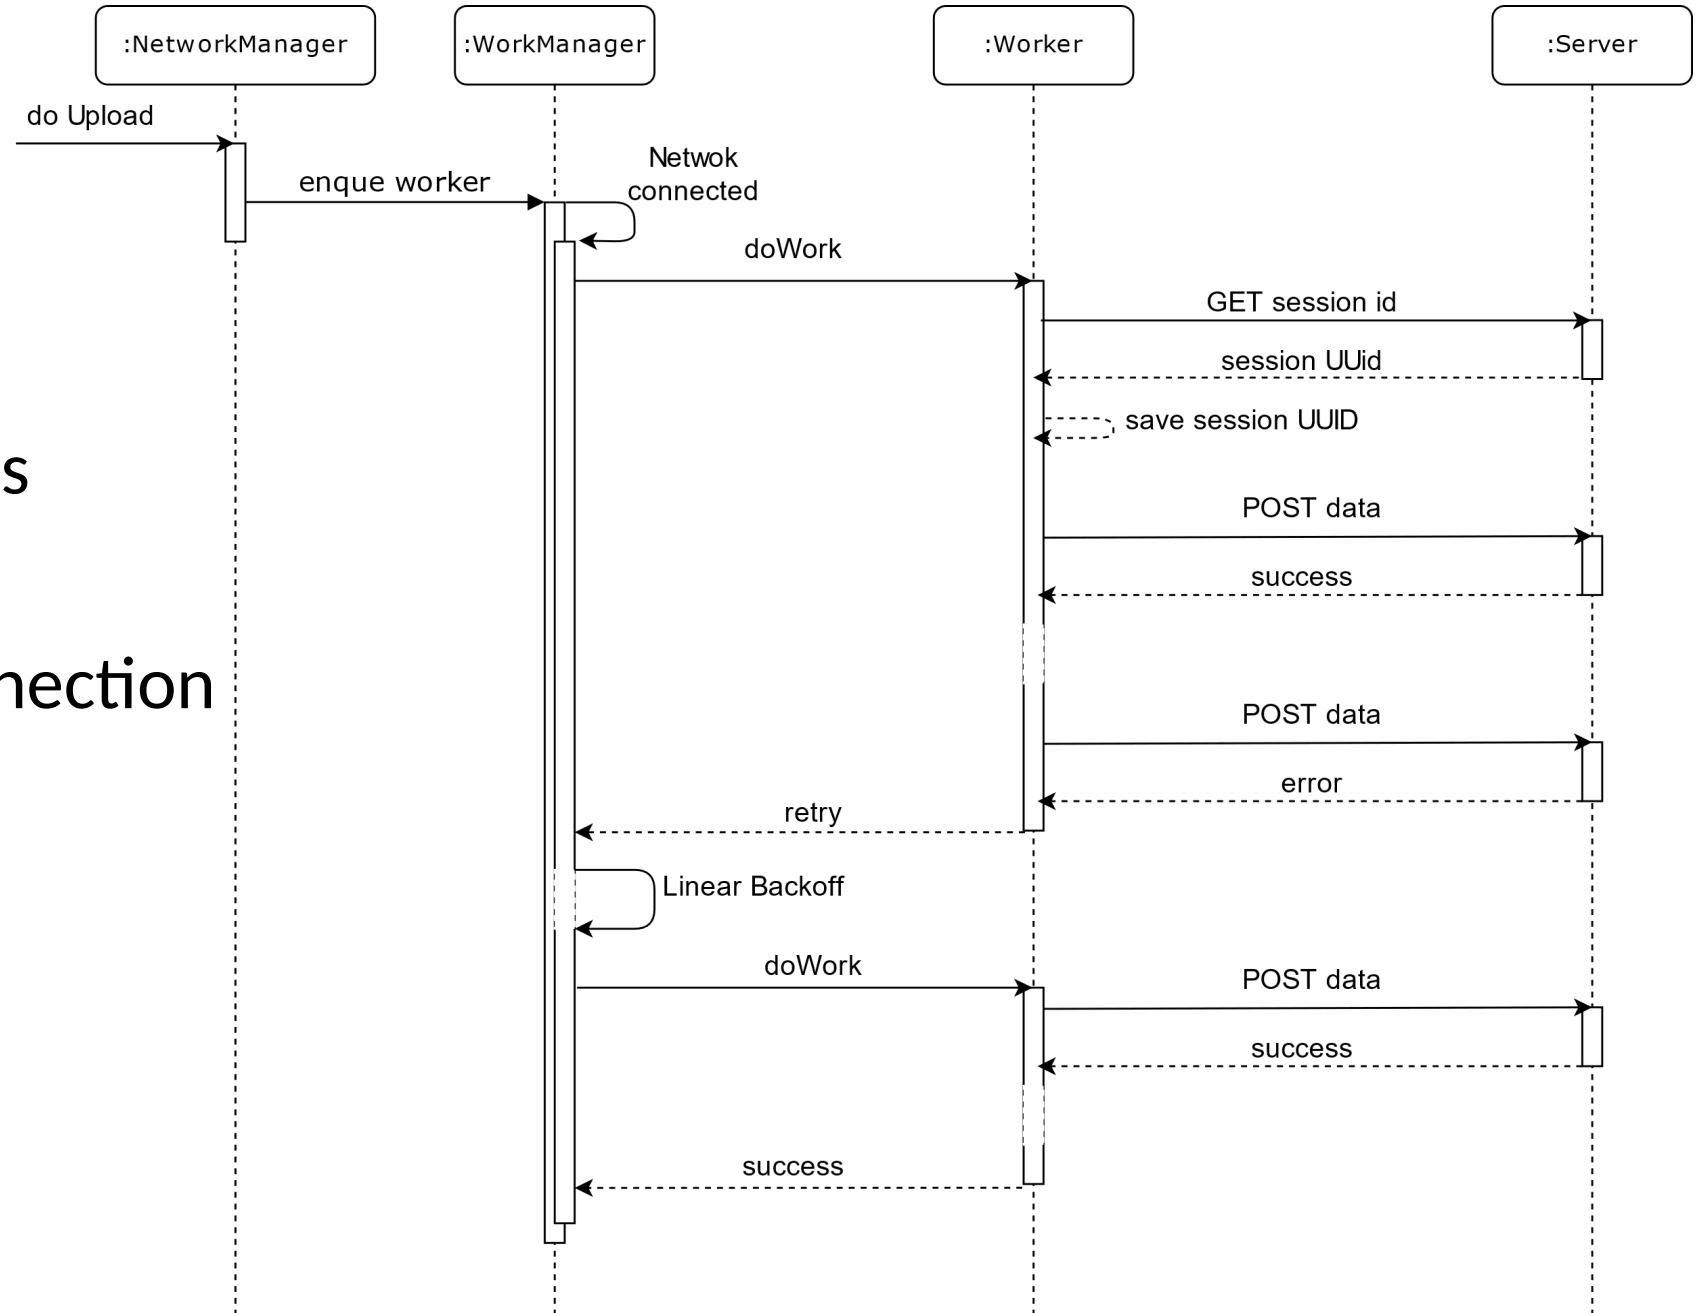 :NetworkManager
:WorkManager
:Worker
:Server
do Upload
Netwok
connected
enque worker
doWork
GET session id
session UUid
save session UUID
s
POST data
success
nection
POST data
error
retry
Linear Backoff
doWork
POST data
success
success